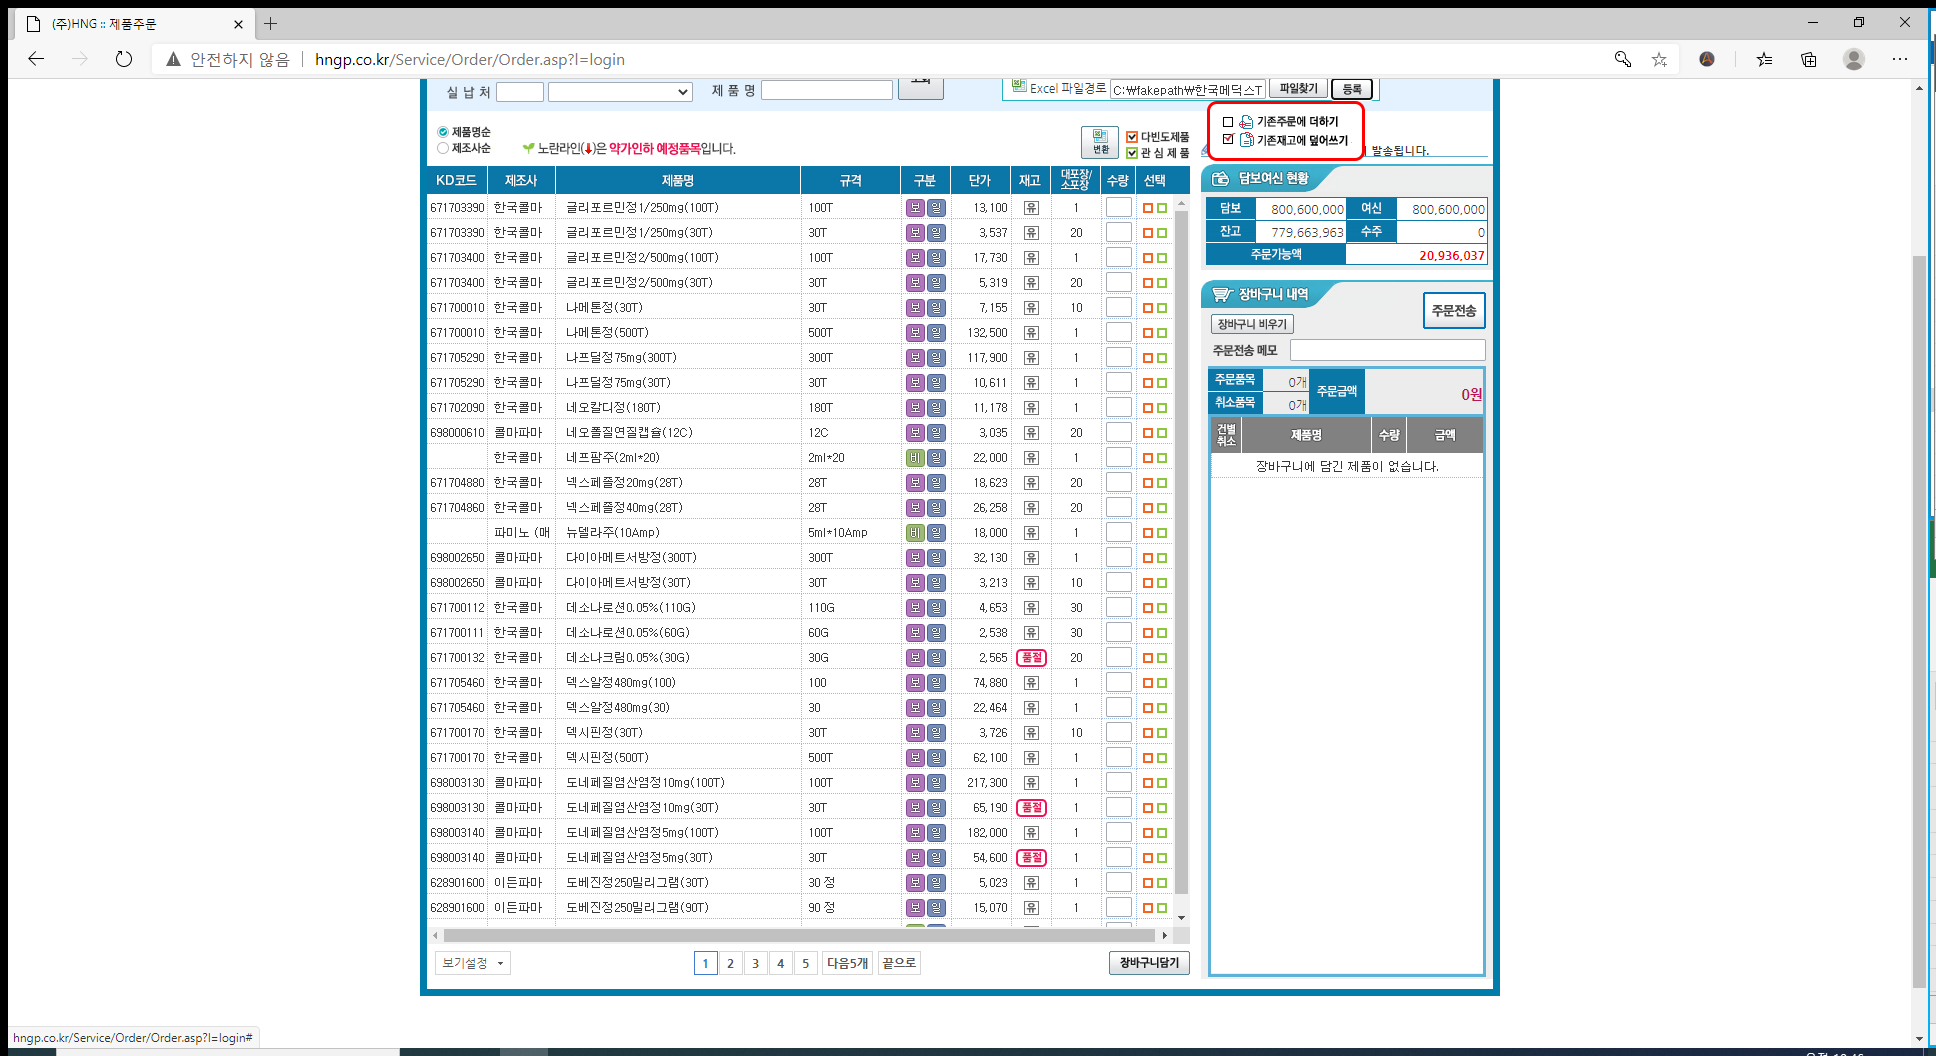 (주)HNG :: 제품주문
안전하지 않음
hngp.co.kr/Service/Order/Order.asp?l=login
실 납 처
제 품 명
Excel 파일경로
C:₩fakepath₩한국메덕스T
파일찾기
등록
제품명순
제조사순
노란라인(↓)은 약가인하 예정품목입니다.
변환
다빈도제품
관 심 제 품
기존주문에 더하기
기존재고에 덮어쓰기
발송됩니다.
KD코드 제조사 제품명 규격 구분 단가 재고 대포장/소포장 수량 선택
671703390 한국콜마 글리포르민정1/250mg(100T) 100T 보 일 13,100 유 1
671703390 한국콜마 글리포르민정1/250mg(30T) 30T 보 일 3,537 유 20
671703400 한국콜마 글리포르민정2/500mg(100T) 100T 보 일 17,730 유 1
671703400 한국콜마 글리포르민정2/500mg(30T) 30T 보 일 5,319 유 20
671700010 한국콜마 나메톤정(30T) 30T 보 일 7,155 유 10
671700010 한국콜마 나메톤정(500T) 500T 보 일 132,500 유 1
671705290 한국콜마 나프딜정75mg(300T) 300T 보 일 117,900 유 1
671705290 한국콜마 나프딜정75mg(30T) 30T 보 일 10,611 유 1
671702090 한국콜마 네오칼디정(180T) 180T 보 일 11,178 유 1
698000610 콜마파마 네오폴질연질캡슐(12C) 12C 보 일 3,035 유 20
한국콜마 네프팜주(2ml*20) 2ml*20 비 일 22,000 유 1
671704880 한국콜마 넥스페졸정20mg(28T) 28T 보 일 18,623 유 20
671704860 한국콜마 넥스페졸정40mg(28T) 28T 보 일 26,258 유 20
파미노 (매 뉴델라주(10Amp) 5ml*10Amp 비 일 18,000 유 1
698002650 콜마파마 다이아메트서방정(300T) 300T 보 일 32,130 유 1
698002650 콜마파마 다이아메트서방정(30T) 30T 보 일 3,213 유 10
671700112 한국콜마 데소나로션0.05%(110G) 110G 보 일 4,653 유 30
671700111 한국콜마 데소나로션0.05%(60G) 60G 보 일 2,538 유 30
671700132 한국콜마 데소나크림0.05%(30G) 30G 보 일 2,565 품절 20
671705460 한국콜마 덱스알정480mg(100) 100 보 일 74,880 유 1
671705460 한국콜마 덱스알정480mg(30) 30 보 일 22,464 유 1
671700170 한국콜마 덱시핀정(30T) 30T 보 일 3,726 유 10
671700170 한국콜마 덱시핀정(500T) 500T 보 일 62,100 유 1
698003130 콜마파마 도네페질염산염정10mg(100T) 100T 보 일 217,300 유 1
698003130 콜마파마 도네페질염산염정10mg(30T) 30T 보 일 65,190 품절 1
698003140 콜마파마 도네페질염산염정5mg(100T) 100T 보 일 182,000 유 1
698003140 콜마파마 도네페질염산염정5mg(30T) 30T 보 일 54,600 품절 1
628901600 이든파마 도베진정250밀리그램(30T) 30 정 보 일 5,023 유 1
628901600 이든파마 도베진정250밀리그램(90T) 90 정 보 일 15,070 유 1
보기설정
1 2 3 4 5 다음5개 끝으로
장바구니담기
담보여신 현황
담보 800,600,000 여신 800,600,000
잔고 779,663,963 수주 0
주문가능액 20,936,037
장바구니 내역
주문전송
장바구니 비우기
주문전송 메모
주문품목 0개 주문금액 0원
취소품목 0개
건별취소 제품명 수량 금액
장바구니에 담긴 제품이 없습니다.
hngp.co.kr/Service/Order/Order.asp?l=login#